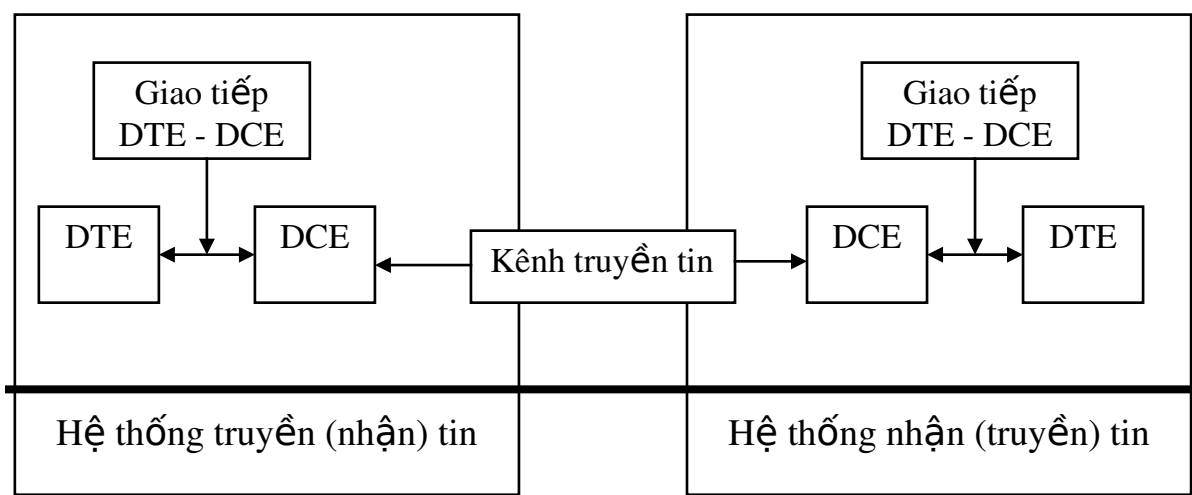 Giao tiếp
DTE - DCE
Giao tiếp
DTE - DCE
DTE
DCE
Kênh truyền tin
DCE
DTE
Hệ thống truyền (nhận) tin
Hệ thống nhận (truyền) tin